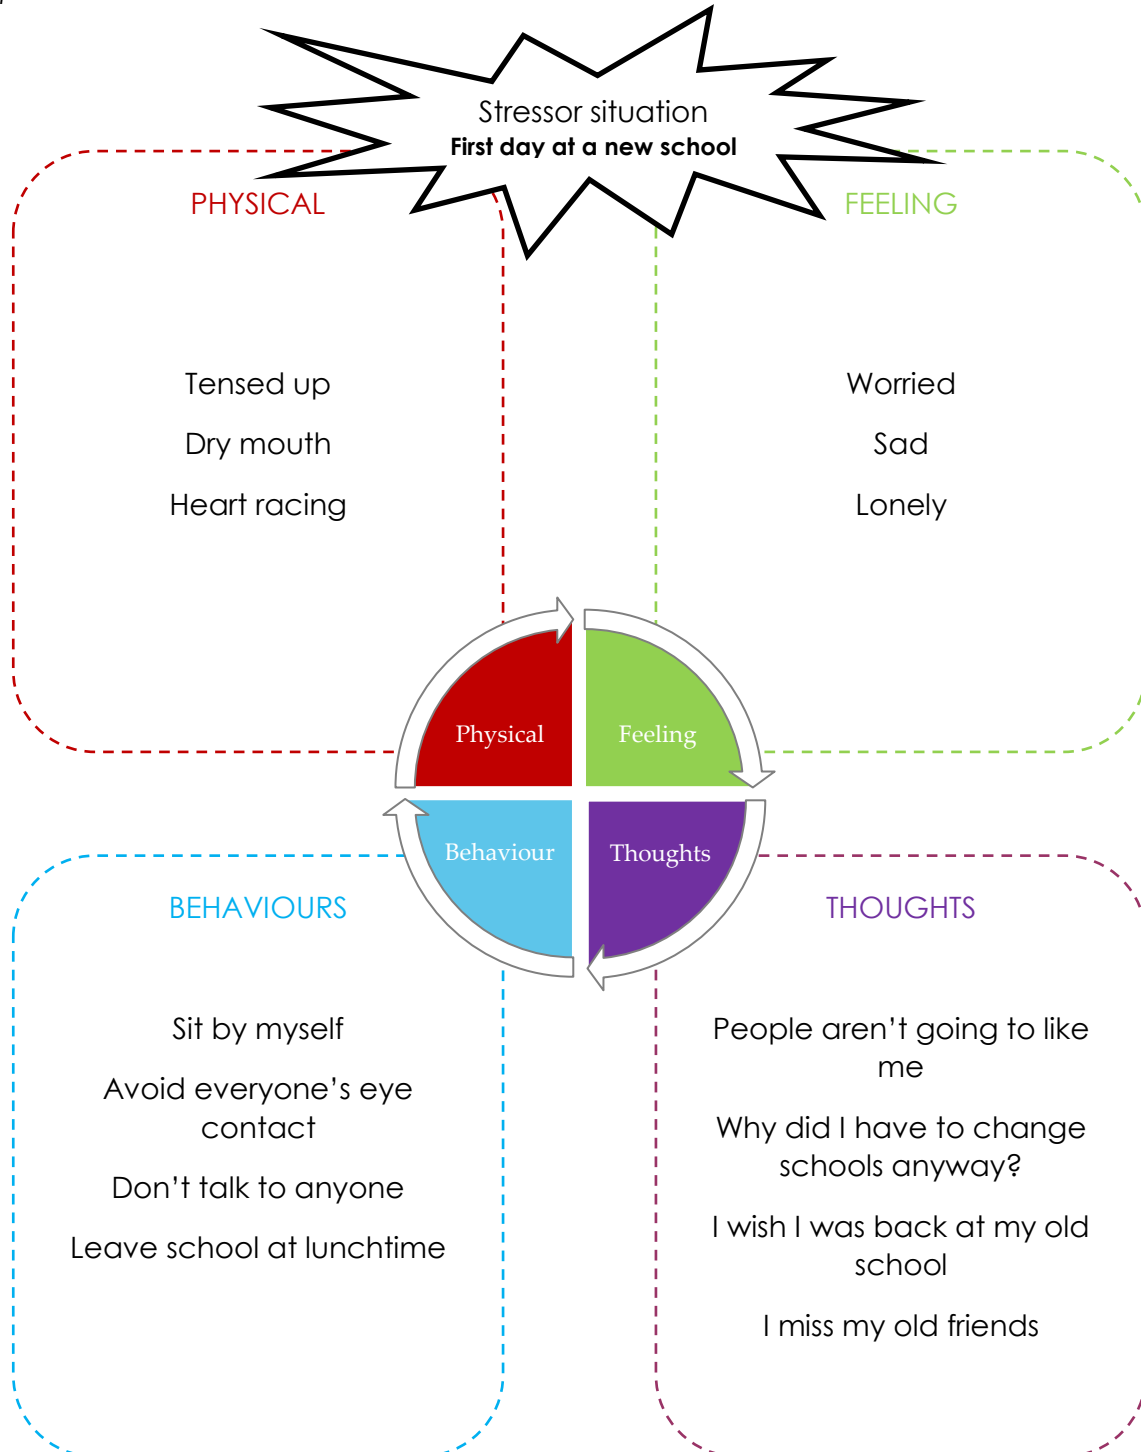 Stressor situation
First day at a new school
PHYSICAL
Tensed up
Dry mouth
Heart racing
FEELING
Worried
Sad
Lonely
Physical
Feeling
Behaviour
Thoughts
BEHAVIOURS
Sit by myself
Avoid everyone’s eye
contact
Don’t talk to anyone
Leave school at lunchtime
THOUGHTS
People aren’t going to like
me
Why did I have to change
schools anyway?
I wish I was back at my old
school
I miss my old friends